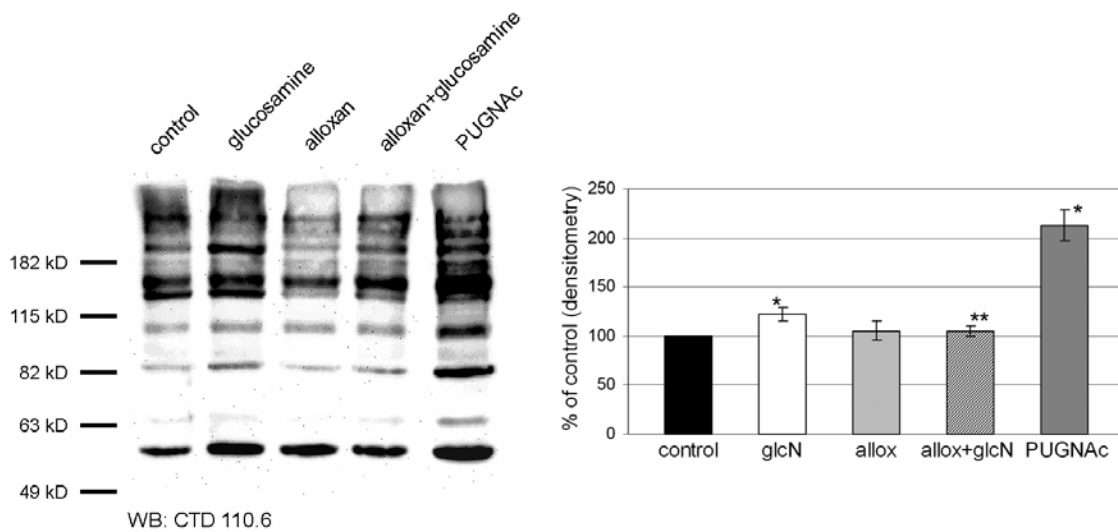 control
glucosamine
alloxan
alloxan+glucosamine
PUGNAc
182 kD
115 kD
82 kD
63 kD
49 kD
WB: CTD 110.6
% of control (densitometry)
250
200
150
100
50
0
*
**
*
control
glcN
allox
allox+glcN
PUGNAc